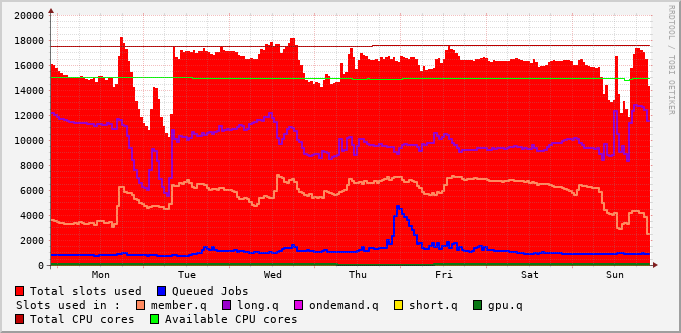 20000
18000
16000
14000
12000
10000
8000
6000
4000
2000
0
Mon Tue Wed Thu Fri Sat Sun
RRDTOOL / TOBI OETIKER
Total slots used Queued Jobs
Slots used in : member.q long.q ondemand.q short.q gpu.q
Total CPU cores Available CPU cores